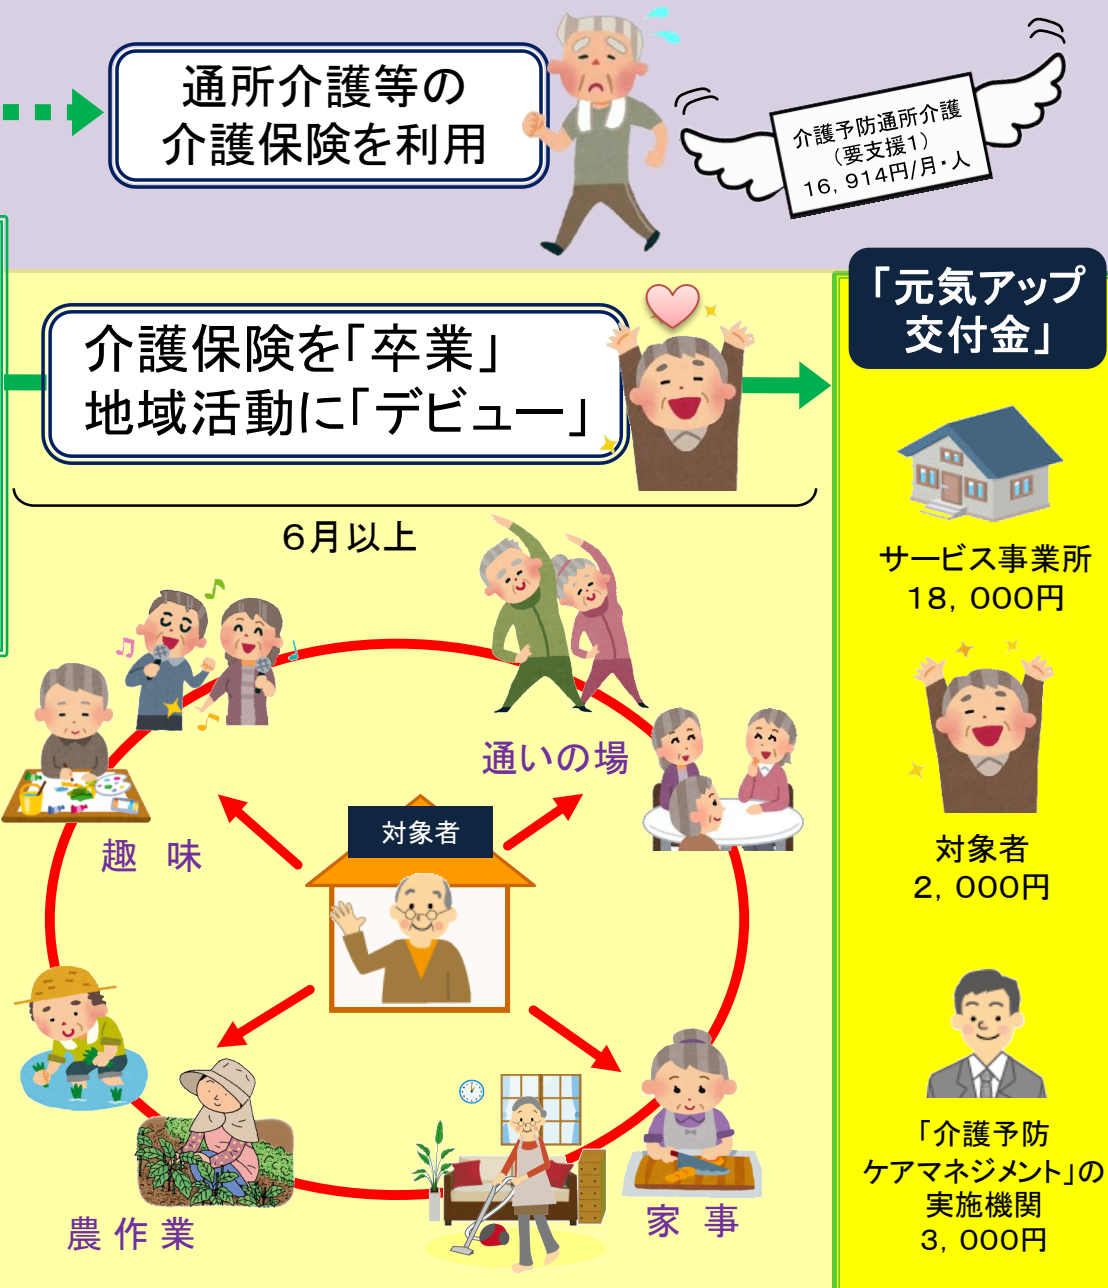 通所介護等の
介護保険を利用
介護予防通所介護
（要支援1）
16，914円/月・人
介護保険を「卒業」
地域活動に「デビュー」
「元気アップ
交付金」
６月以上
サービス事業所
18，000円
通いの場
対象者
趣 味
対象者
2，000円
「介護予防
ケアマネジメント」の
実施機関
3，000円
農 作 業
家 事